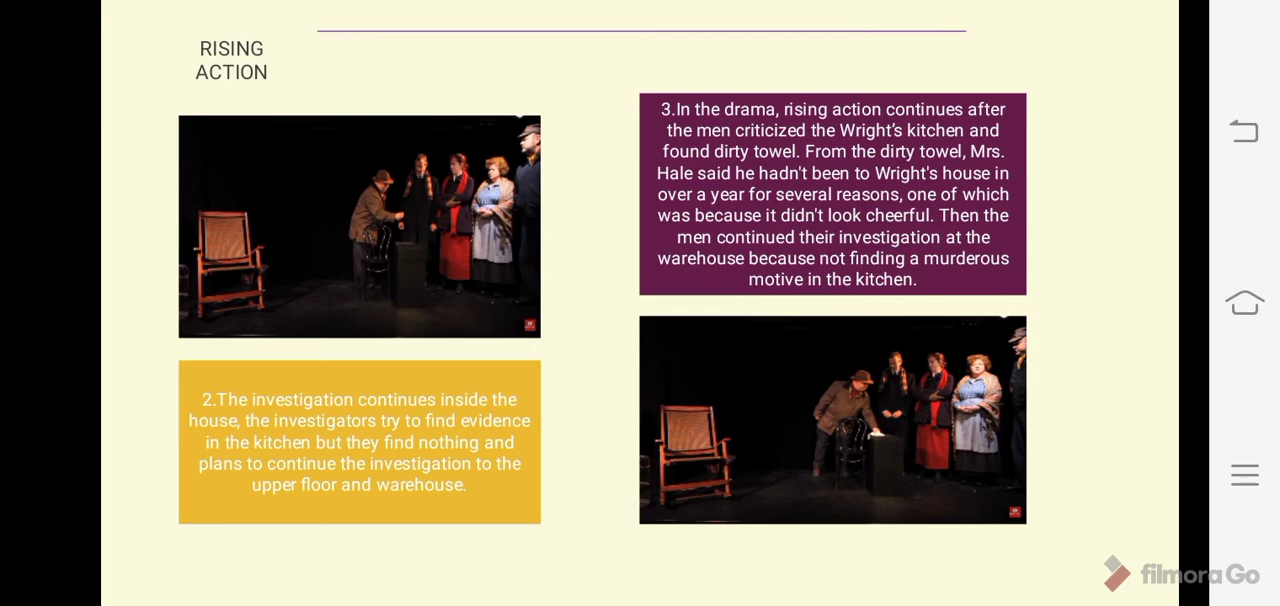 RISING
ACTION
2.The investigation continues inside the
house, the investigators try to find evidence
in the kitchen but they find nothing and
plans to continue the investigation to the
upper floor and warehouse.
3.In the drama, rising action continues after
the men criticized the Wright's kitchen and
found dirty towel. From the dirty towel, Mrs.
Hale said he hadn't been to Wright's house in
over a year for several reasons, one of which
was because it didn't look cheerful. Then the
men continued their investigation at the
warehouse because not finding a murderous
motive in the kitchen.
filmoraGo